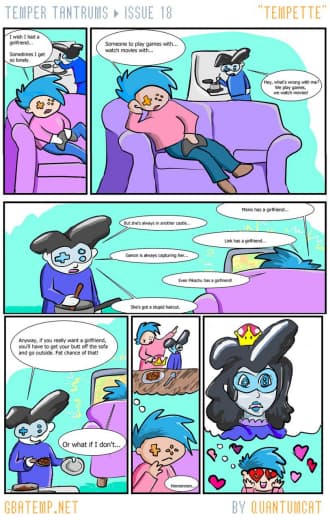 TEMPER TANTRUMS ▸ ISSUE 18
"TEMPETTE"
I wish I had a
girlfriend...
Sometimes I get
so lonely.
Someone to play games with...
watch movies with...
Hey, what's wrong with me?
We play games,
we watch movies!
Mario has a girlfriend...
But she's always in another castle...
Link has a girlfriend...
Ganon is always capturing her...
Even Pikachu has a girlfriend!
She's got a stupid haircut.
Anyway, if you really want a girlfriend,
you'll have to get your butt off the sofa
and go outside. Fat chance of that!
Or what if I don't...
Hmmmmm...
GBATEMP.NET
BY QUANTUMCAT